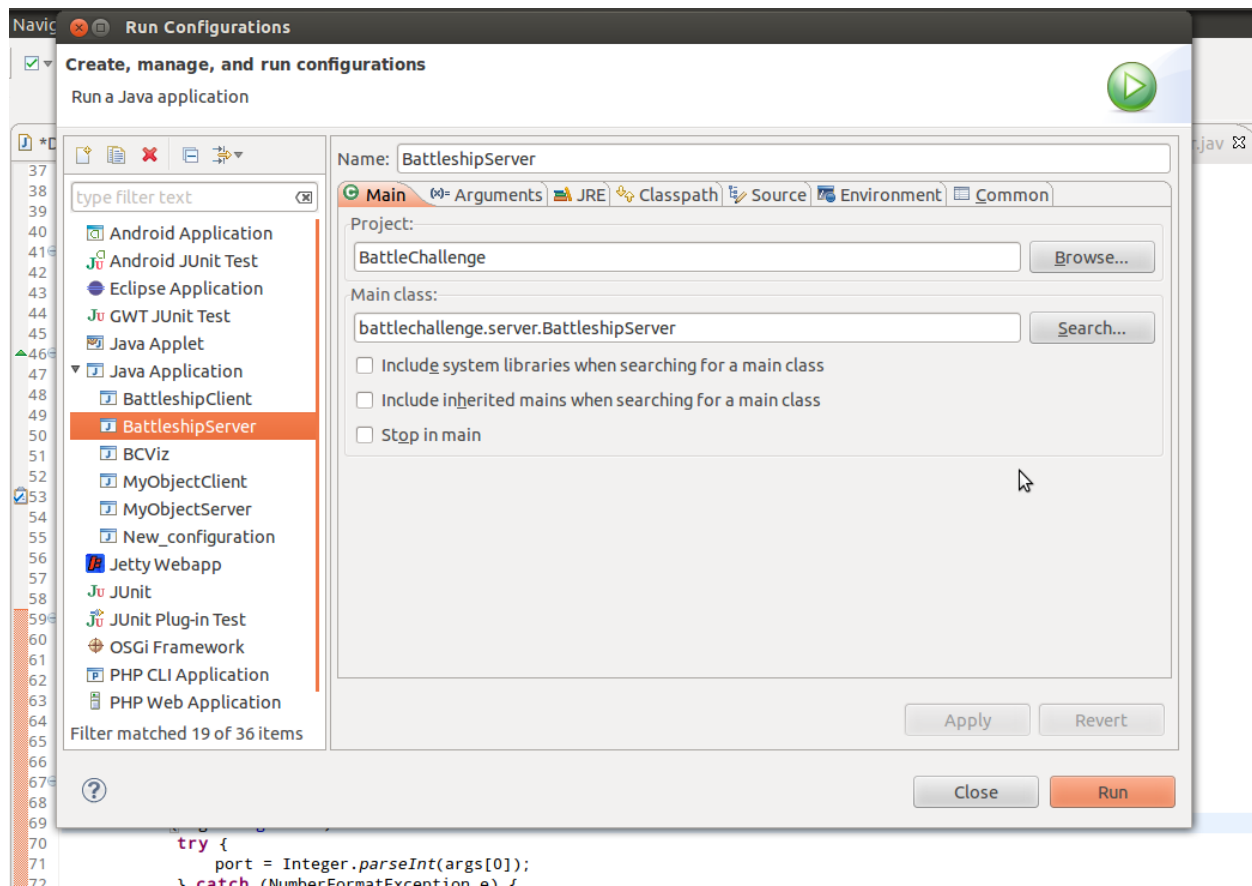 Navig
Run Configurations
Create, manage, and run configurations
Run a Java application
*D
r.jav
Name: BattleshipServer
type filter text
Main (x)= Arguments JRE Classpath Source Environment Common
Android Application
Android JUnit Test
Eclipse Application
GWT JUnit Test
Java Applet
Java Application
BattleshipClient
BattleshipServer
BCViz
MyObjectClient
MyObjectServer
New_configuration
Jetty Webapp
JUnit
JUnit Plug-in Test
OSGi Framework
PHP CLI Application
PHP Web Application
Filter matched 19 of 36 items
Project:
BattleChallenge
Browse...
Main class:
battlechallenge.server.BattleshipServer
Search...
Include system libraries when searching for a main class
Include inherited mains when searching for a main class
Stop in main
Apply
Revert
Close
Run
37
38
39
40
41
42
43
44
45
46
47
48
49
50
51
52
53
54
55
56
57
58
59
60
61
62
63
64
65
66
67
68
69
70 try {
71 port = Integer.parseInt(args[0]);
72 } catch (NumberFormatException e) {